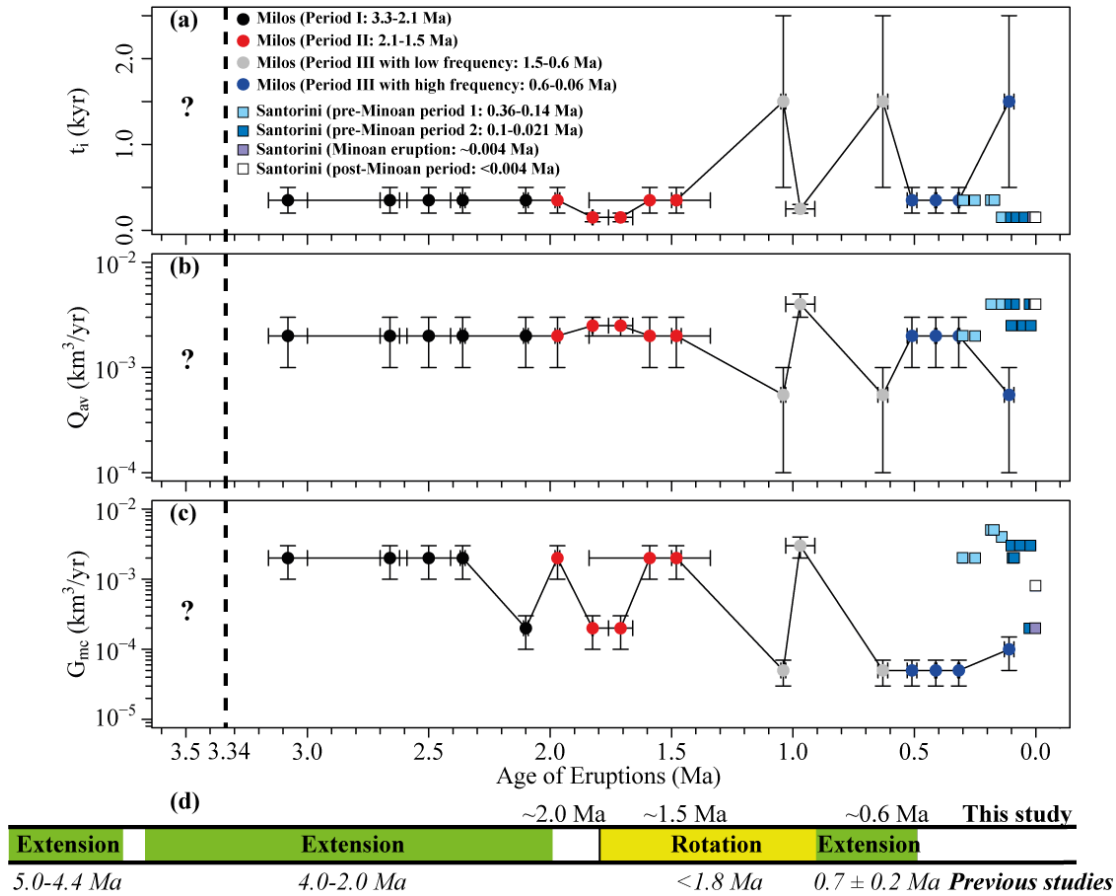 (a)
Milos (Period I: 3.3-2.1 Ma)
Milos (Period II: 2.1-1.5 Ma)
Milos (Period III with low frequency: 1.5-0.6 Ma)
Milos (Period III with high frequency: 0.6-0.06 Ma)
Santorini (pre-Minoan period 1: 0.36-0.14 Ma)
Santorini (pre-Minoan period 2: 0.1-0.021 Ma)
Santorini (Minoan eruption: ~0.004 Ma)
Santorini (post-Minoan period: <0.004 Ma)
?
tᵢ (kyr)
2.0
1.0
0.0
(b)
?
Qav (km³/yr)
10⁻²
10⁻³
10⁻⁴
(c)
?
Gmc (km³/yr)
10⁻²
10⁻³
10⁻⁴
10⁻⁵
3.5 3.34 3.0 2.5 2.0 1.5 1.0 0.5 0.0
Age of Eruptions (Ma)
(d)
~2.0 Ma ~1.5 Ma ~0.6 Ma This study
Extension Extension Rotation Extension
5.0-4.4 Ma 4.0-2.0 Ma <1.8 Ma 0.7 ± 0.2 Ma Previous studies